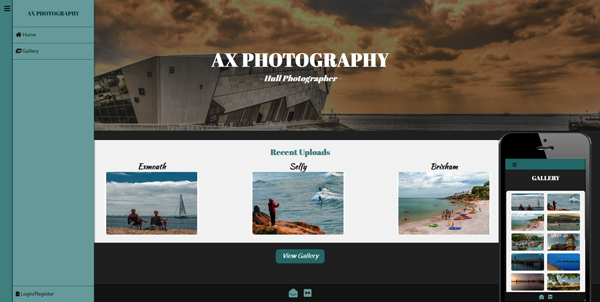 AX PHOTOGRAPHY
Home
Gallery
Login/Register
AX PHOTOGRAPHY
Hull Photographer -
Recent Uploads
Exmouth
Selfy
Brixham
View Gallery
GALLERY